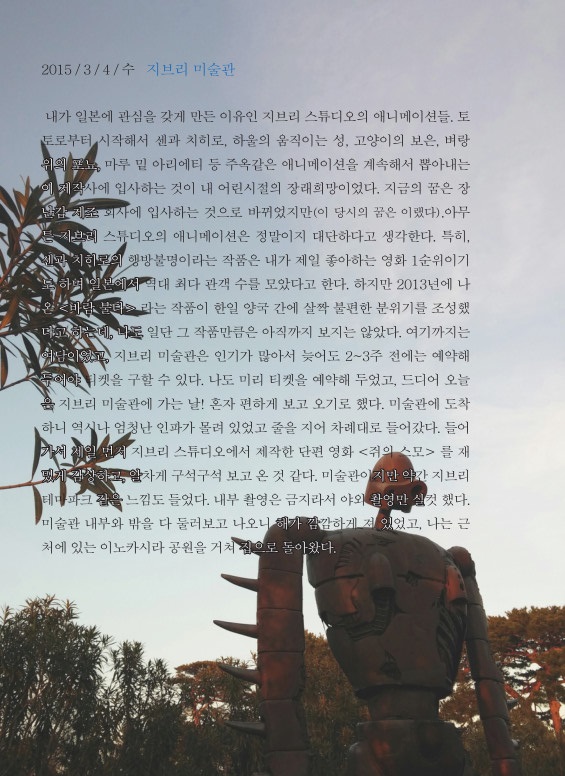 2015 / 3 / 4 / 수 지브리 미술관
내가 일본에 관심을 갖게 만든 이유인 지브리 스튜디오의 애니메이션들. 토
토로부터 시작해서 센과 치히로, 하울의 움직이는 성, 고양이의 보은, 벼랑
위의 포뇨, 마루 밑 아리에티 등 주옥같은 애니메이션을 계속해서 뽑아내는
이 제작사에 입사하는 것이 내 어린시절의 장래희망이었다. 지금의 꿈은 장
난감 제조 회사에 입사하는 것으로 바뀌었지만(이 당시의 꿈은 이랬다).아무
튼 지브리 스튜디오의 애니메이션은 정말이지 대단하다고 생각한다. 특히,
센과 치히로의 행방불명이라는 작품은 내가 제일 좋아하는 영화 1순위이기
도 하며 일본에서 역대 최다 관객 수를 모았다고 한다. 하지만 2013년에 나
온 <바람 불다> 라는 작품이 한일 양국 간에 살짝 불편한 분위기를 조성했
다고 하는데, 나도 일단 그 작품만큼은 아직까지 보지는 않았다. 여기까지는
여담이었고, 지브리 미술관은 인기가 많아서 늦어도 2~3주 전에는 예약해
두어야 티켓을 구할 수 있다. 나도 미리 티켓을 예약해 두었고, 드디어 오늘
은 지브리 미술관에 가는 날! 혼자 편하게 보고 오기로 했다. 미술관에 도착
하니 역시나 엄청난 인파가 몰려 있었고 줄을 지어 차례대로 들어갔다. 들어
가서 제일 먼저 지브리 스튜디오에서 제작한 단편 영화 <쥐의 스모> 를 재
밌게 감상하고, 알차게 구석구석 보고 온 것 같다. 미술관이지만 약간 지브리
테마파크 같은 느낌도 들었다. 내부 촬영은 금지라서 야외 촬영만 실컷 했다.
미술관 내부와 밖을 다 둘러보고 나오니 해가 깜깜하게 져 있었고, 나는 근
처에 있는 이노카시라 공원을 거쳐 집으로 돌아왔다.